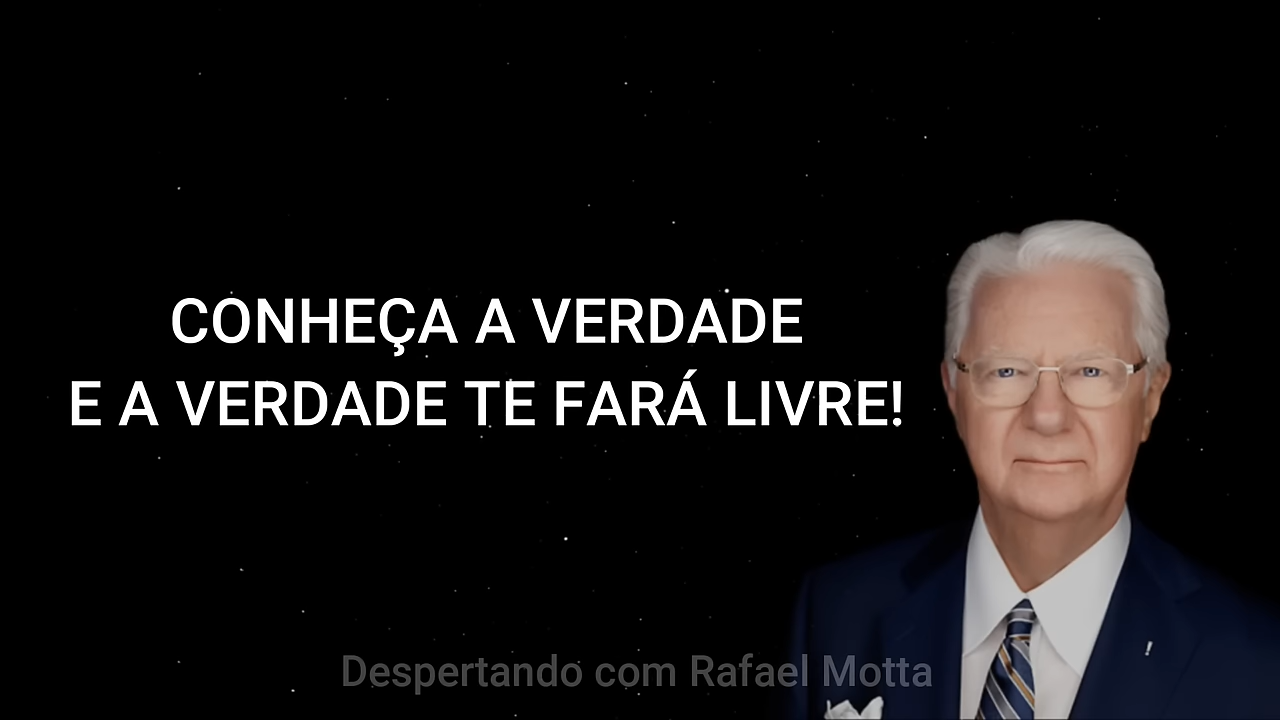 CONHEÇA A VERDADE
E A VERDADE TE FARÁ LIVRE!
Despertando com Rafael Motta